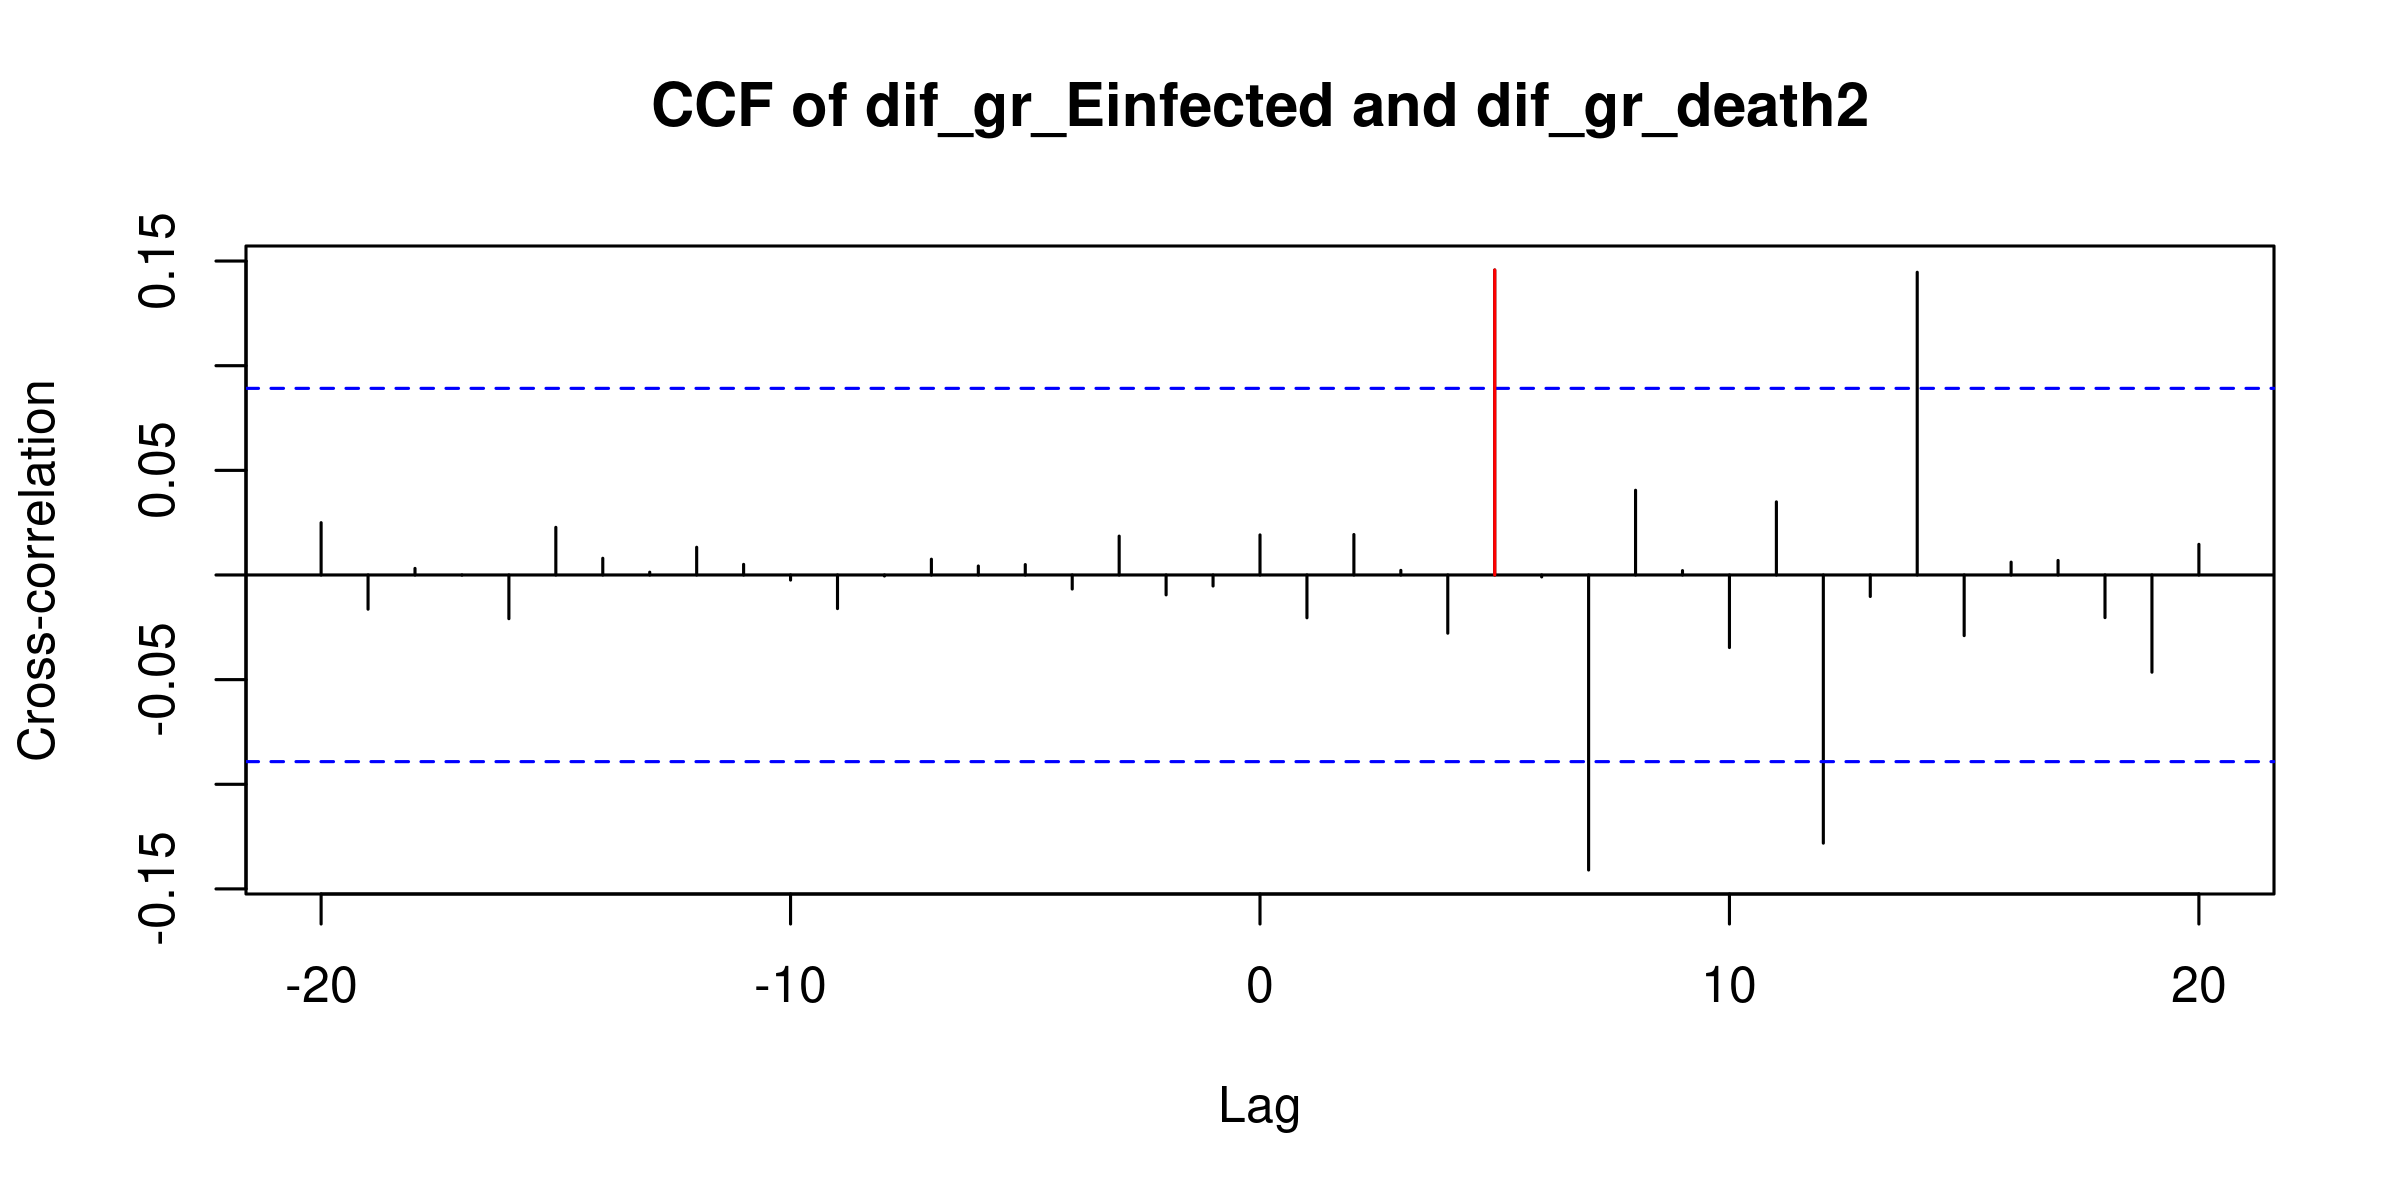 CCF of dif_gr_Einfected and dif_gr_death2
Cross-correlation
0.15
0.05
-0.05
-0.15
-20 -10 0 10 20
Lag